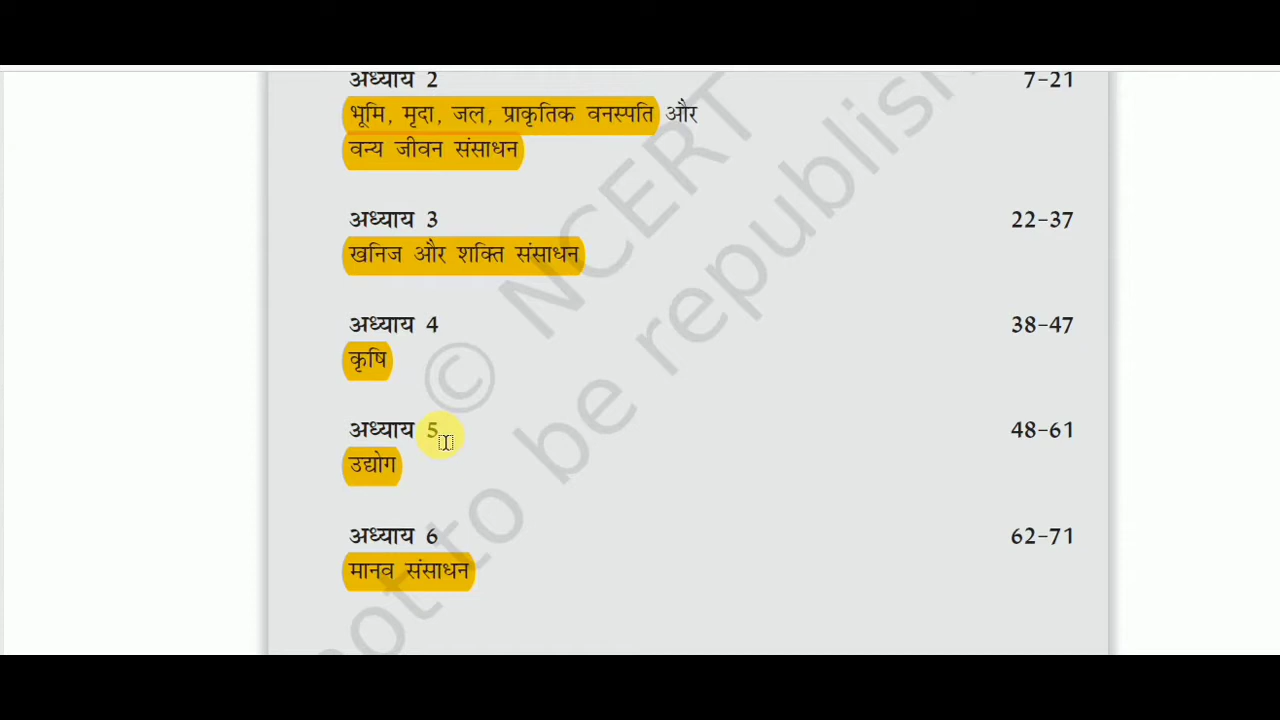 अध्याय 2 7-21
भूमि, मृदा, जल, प्राकृतिक वनस्पति और
वन्य जीवन संसाधन
अध्याय 3 22-37
खनिज और शक्ति संसाधन
अध्याय 4 38-47
कृषि
अध्याय 5 48-61
उद्योग
अध्याय 6 62-71
मानव संसाधन
© NCERT
not to be republish